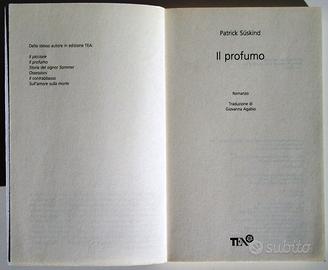 Dello stesso autore in edizione TEA:
Il piccione
Il profumo
Storia del signor Sommer
Ossessioni
Il contrabbasso
Sull'amore sulla morte
Patrick Süskind
Il profumo
Romanzo
Traduzione di
Giovanna Agabio
TEA
subito